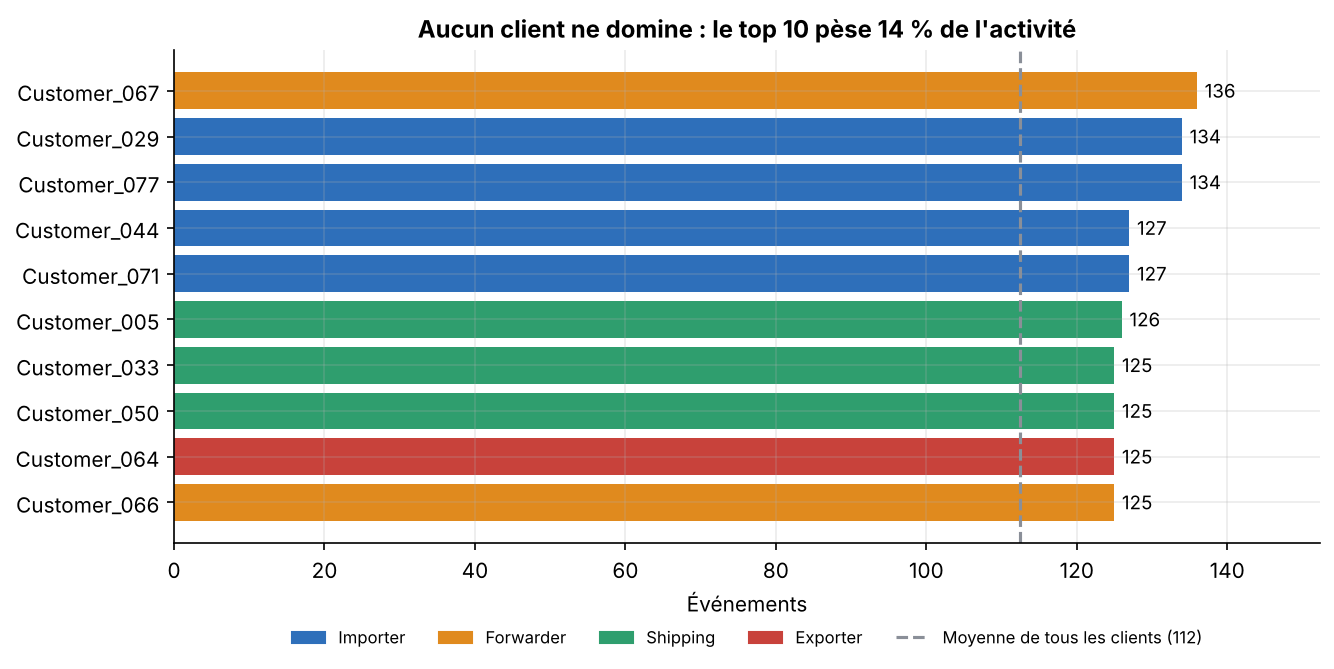 Aucun client ne domine : le top 10 pèse 14 % de l'activité
Customer_067 136
Customer_029 134
Customer_077 134
Customer_044 127
Customer_071 127
Customer_005 126
Customer_033 125
Customer_050 125
Customer_064 125
Customer_066 125
0 20 40 60 80 100 120 140
Événements
Importer Forwarder Shipping Exporter Moyenne de tous les clients (112)